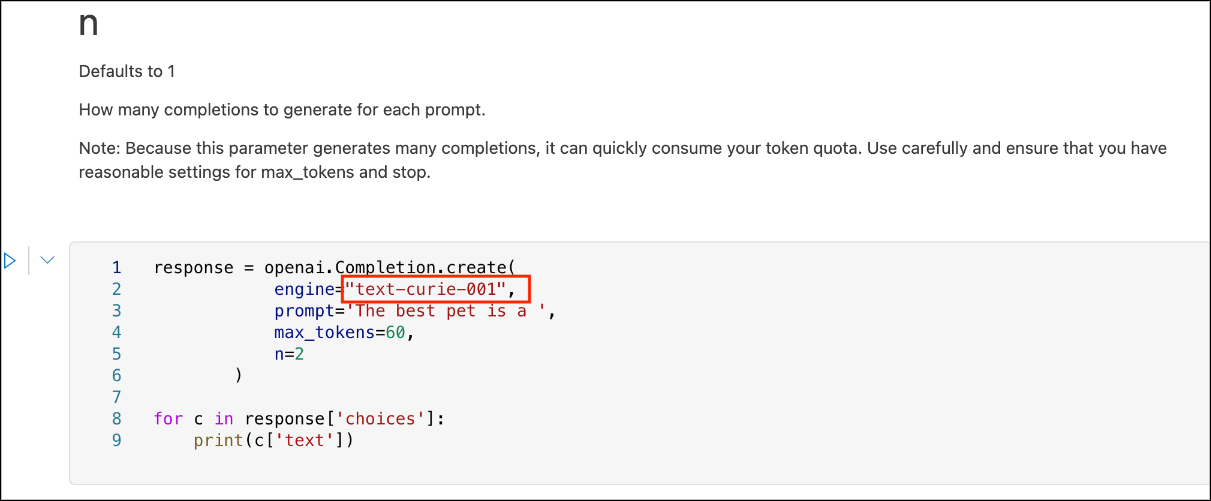 n
Defaults to 1
How many completions to generate for each prompt.
Note: Because this parameter generates many completions, it can quickly consume your token quota. Use carefully and ensure that you have
reasonable settings for max_tokens and stop.
1 response = openai.Completion.create(
2 engine="text-curie-001",
3 prompt='The best pet is a ',
4 max_tokens=60,
5 n=2
6 )
7
8 for c in response['choices']:
9 print(c['text'])